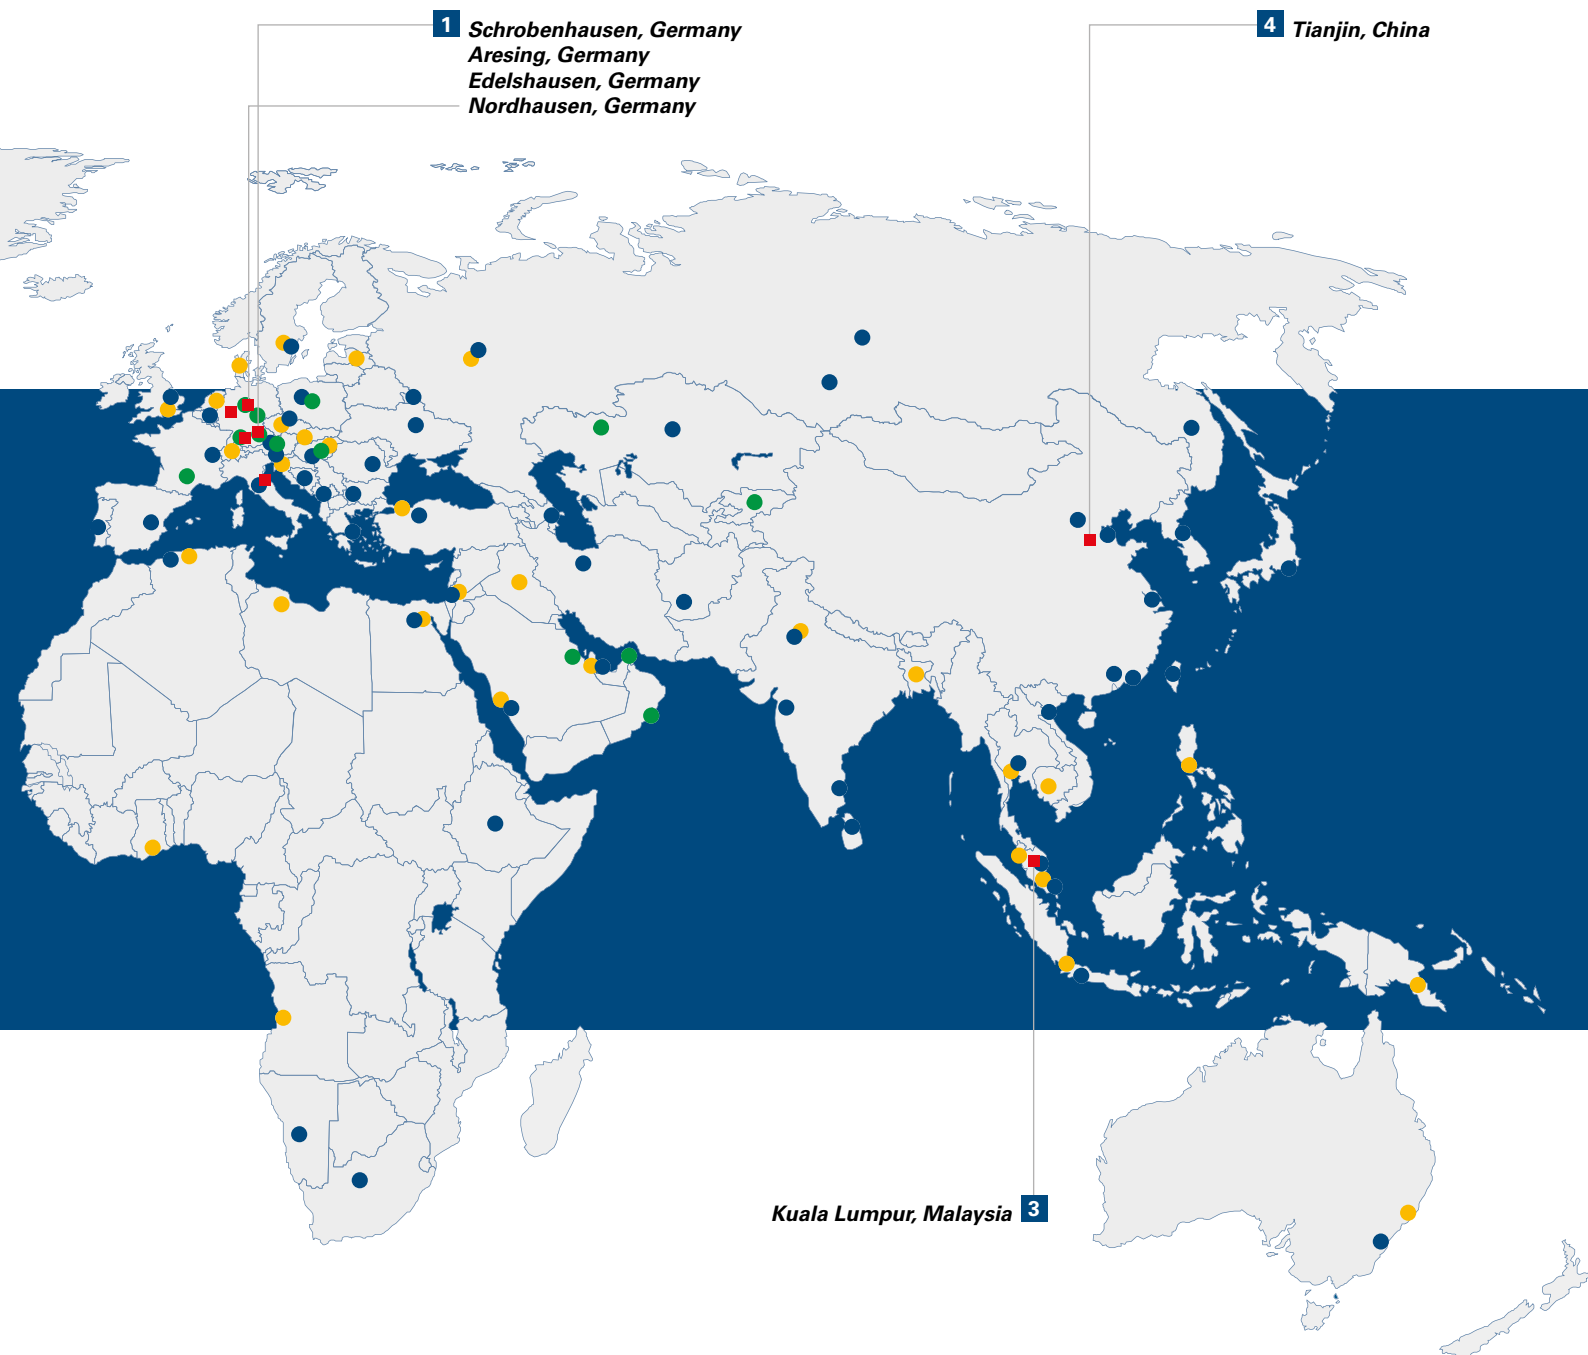 1 Schrobenhausen, Germany
Aresing, Germany
Edelshausen, Germany
Nordhausen, Germany
4 Tianjin, China
Kuala Lumpur, Malaysia 3